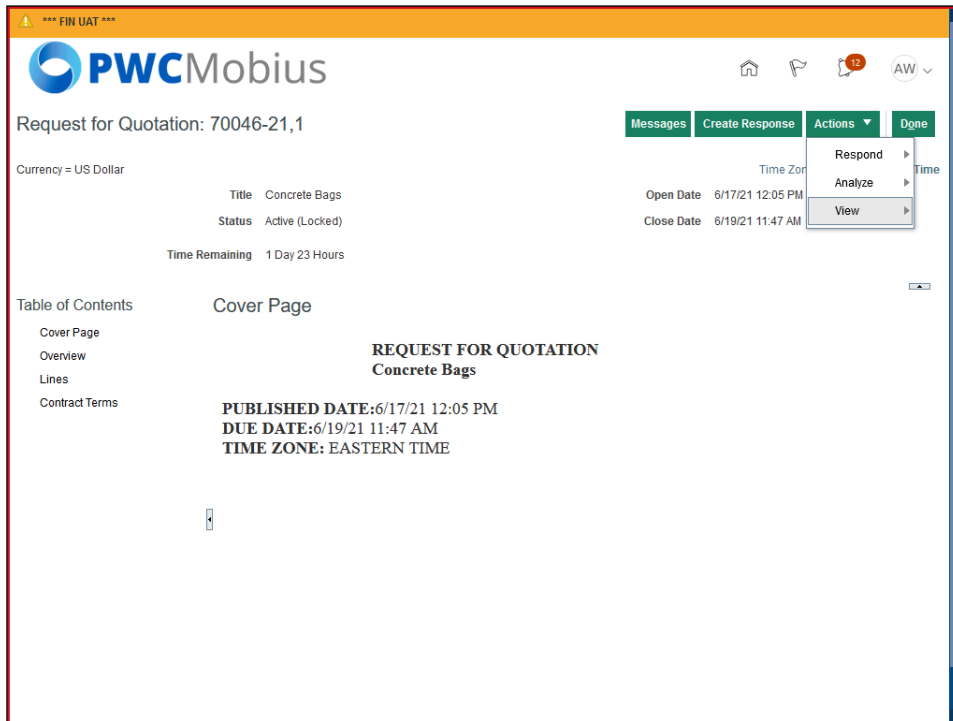 *** FIN UAT ***
PWCMobius
12
AW
Request for Quotation: 70046-21,1
Messages
Create Response
Actions
Done
Respond
Analyze
View
Currency = US Dollar
Time Zon
Time
Title Concrete Bags
Open Date 6/17/21 12:05 PM
Status Active (Locked)
Close Date 6/19/21 11:47 AM
Time Remaining 1 Day 23 Hours
Table of Contents
Cover Page
Overview
Lines
Contract Terms
Cover Page
REQUEST FOR QUOTATION
Concrete Bags
PUBLISHED DATE:6/17/21 12:05 PM
DUE DATE:6/19/21 11:47 AM
TIME ZONE: EASTERN TIME